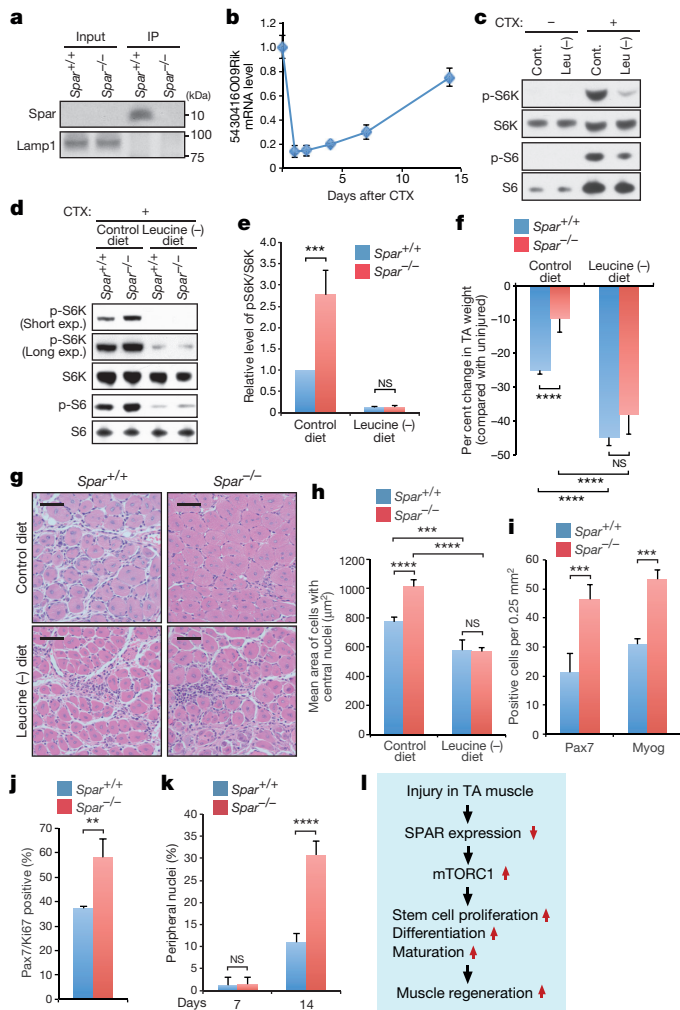 a
Input IP
Spar+/+ Spar−/− Spar+/+ Spar−/−
(kDa)
Spar 10
Lamp1 100
75
b
5430416O09Rik
mRNA level
1.2
1.0
0.8
0.6
0.4
0.2
0
0 5 10 15
Days after CTX
c
CTX: − +
Cont. Leu (−) Cont. Leu (−)
p-S6K
S6K
p-S6
S6
d
CTX: +
Control Leucine (−)
diet diet
Spar+/+ Spar−/− Spar+/+ Spar−/−
p-S6K
(Short exp.)
p-S6K
(Long exp.)
S6K
p-S6
S6
e
Spar+/+
Spar−/−
Relative level of pS6K/S6K
4.0
3.5
3.0
2.5
2.0
1.5
1.0
0.5
0
***
NS
Control
diet
Leucine (−)
diet
f
Spar+/+
Spar−/−
Control
diet
Leucine (−)
diet
Per cent change in TA weight
(compared with uninjured)
0
−10
−20
−30
−40
−50
****
NS
****
****
g
Spar+/+ Spar−/−
Control diet
Leucine (−) diet
h
Spar+/+
Spar−/−
Mean area of cells with
central nuclei (µm2)
1200
1000
800
600
400
200
0
***
****
****
NS
Control
diet
Leucine (−)
diet
i
Spar+/+
Spar−/−
Positive cells per 0.25 mm2
60
50
40
30
20
10
0
***
***
Pax7 Myog
j
Spar+/+
Spar−/−
Pax7/Ki67 positive (%)
70
60
50
40
30
20
10
0
**
k
Spar+/+
Spar−/−
Peripheral nuclei (%)
40
35
30
25
20
15
10
5
0
NS
****
Days 7 14
l
Injury in TA muscle
SPAR expression
mTORC1
Stem cell proliferation
Differentiation
Maturation
Muscle regeneration